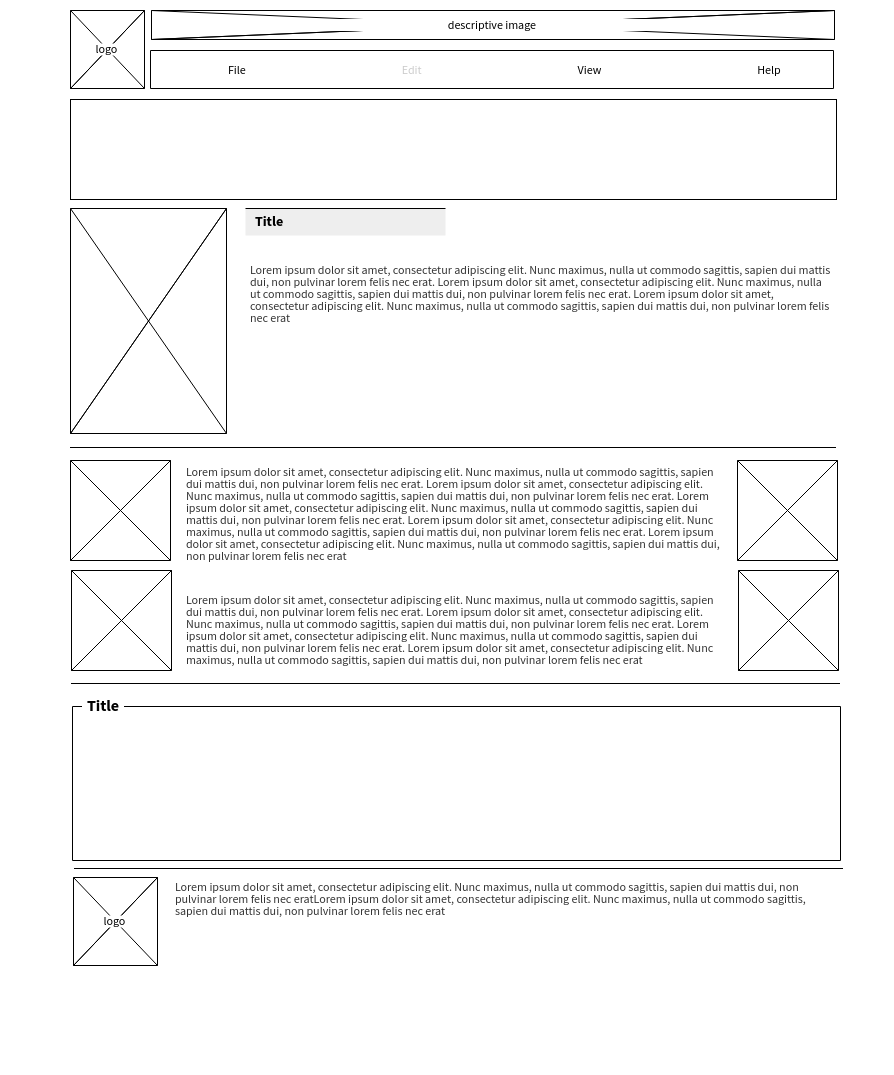 logo
descriptive image
File Edit View Help
Title
Lorem ipsum dolor sit amet, consectetur adipiscing elit. Nunc maximus, nulla ut commodo sagittis, sapien dui mattis
dui, non pulvinar lorem felis nec erat. Lorem ipsum dolor sit amet, consectetur adipiscing elit. Nunc maximus, nulla
ut commodo sagittis, sapien dui mattis dui, non pulvinar lorem felis nec erat. Lorem ipsum dolor sit amet,
consectetur adipiscing elit. Nunc maximus, nulla ut commodo sagittis, sapien dui mattis dui, non pulvinar lorem felis
nec erat
Lorem ipsum dolor sit amet, consectetur adipiscing elit. Nunc maximus, nulla ut commodo sagittis, sapien
dui mattis dui, non pulvinar lorem felis nec erat. Lorem ipsum dolor sit amet, consectetur adipiscing elit.
Nunc maximus, nulla ut commodo sagittis, sapien dui mattis dui, non pulvinar lorem felis nec erat. Lorem
ipsum dolor sit amet, consectetur adipiscing elit. Nunc maximus, nulla ut commodo sagittis, sapien dui
mattis dui, non pulvinar lorem felis nec erat. Lorem ipsum dolor sit amet, consectetur adipiscing elit. Nunc
maximus, nulla ut commodo sagittis, sapien dui mattis dui, non pulvinar lorem felis nec erat. Lorem ipsum
dolor sit amet, consectetur adipiscing elit. Nunc maximus, nulla ut commodo sagittis, sapien dui mattis dui,
non pulvinar lorem felis nec erat
Lorem ipsum dolor sit amet, consectetur adipiscing elit. Nunc maximus, nulla ut commodo sagittis, sapien
dui mattis dui, non pulvinar lorem felis nec erat. Lorem ipsum dolor sit amet, consectetur adipiscing elit.
Nunc maximus, nulla ut commodo sagittis, sapien dui mattis dui, non pulvinar lorem felis nec erat. Lorem
ipsum dolor sit amet, consectetur adipiscing elit. Nunc maximus, nulla ut commodo sagittis, sapien dui
mattis dui, non pulvinar lorem felis nec erat. Lorem ipsum dolor sit amet, consectetur adipiscing elit. Nunc
maximus, nulla ut commodo sagittis, sapien dui mattis dui, non pulvinar lorem felis nec erat
Title
logo
Lorem ipsum dolor sit amet, consectetur adipiscing elit. Nunc maximus, nulla ut commodo sagittis, sapien dui mattis dui, non
pulvinar lorem felis nec eratLorem ipsum dolor sit amet, consectetur adipiscing elit. Nunc maximus, nulla ut commodo sagittis,
sapien dui mattis dui, non pulvinar lorem felis nec erat